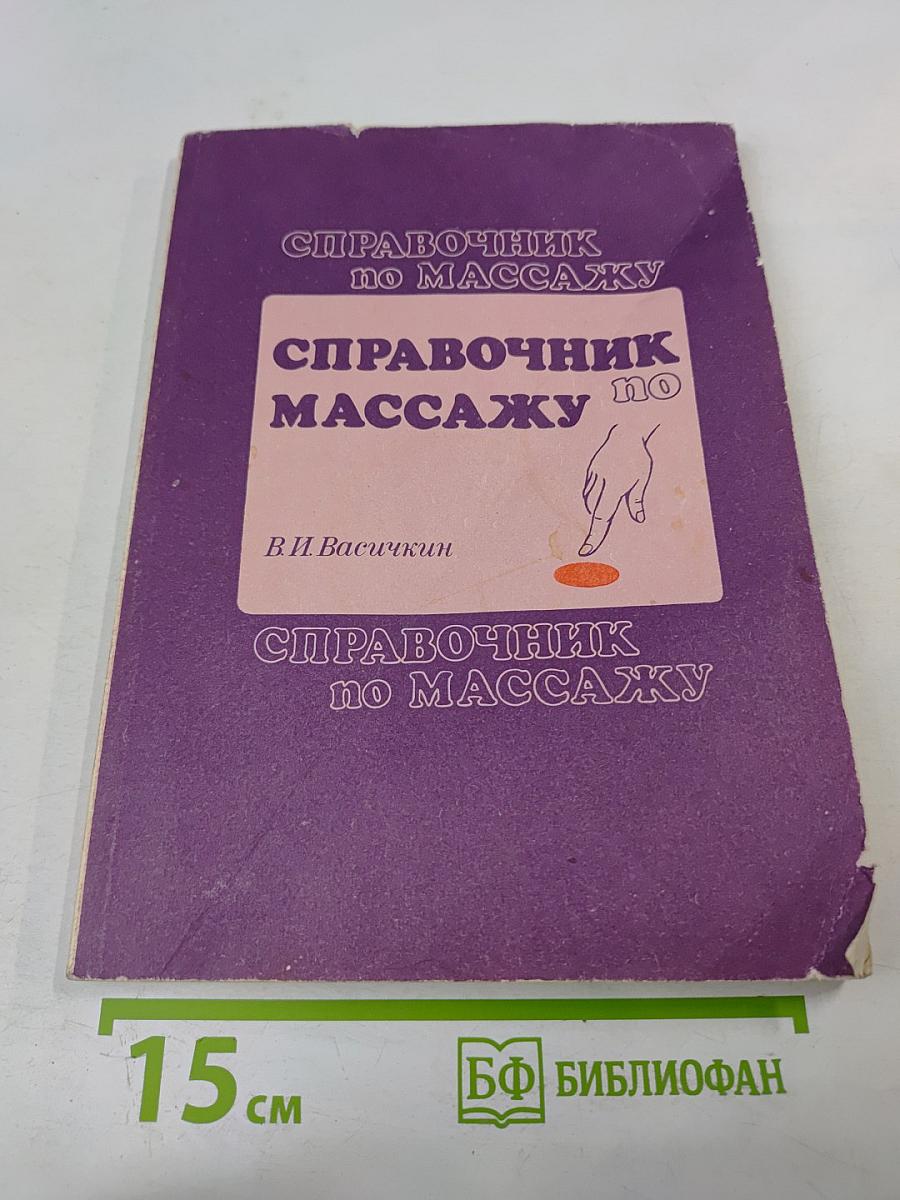 СПРАВОЧНИК
по МАССАЖУ
СПРАВОЧНИК
по
МАССАЖУ
В.И.Васичкин
СПРАВОЧНИК
по МАССАЖУ
15 см
БФ БИБЛИОФАН